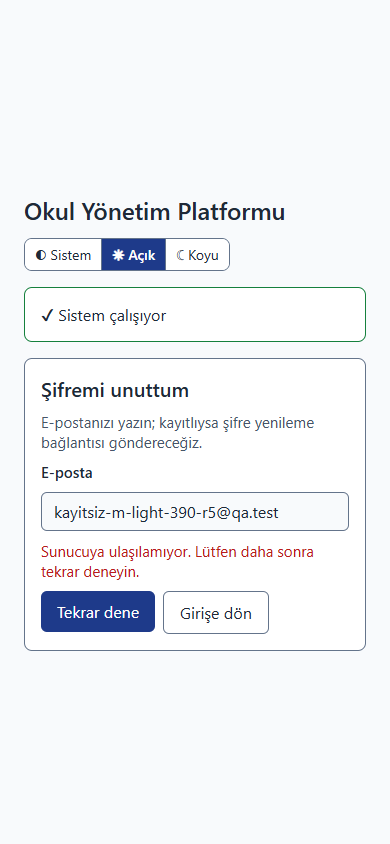 Okul Yönetim Platformu
◐ Sistem ✱ Açık ☾ Koyu
✓ Sistem çalışıyor
Şifremi unuttum
E-postanızı yazın; kayıtlıysa şifre yenileme
bağlantısı göndereceğiz.
E-posta
kayitsiz-m-light-390-r5@qa.test
Sunucuya ulaşılamıyor. Lütfen daha sonra
tekrar deneyin.
Tekrar dene Girişe dön